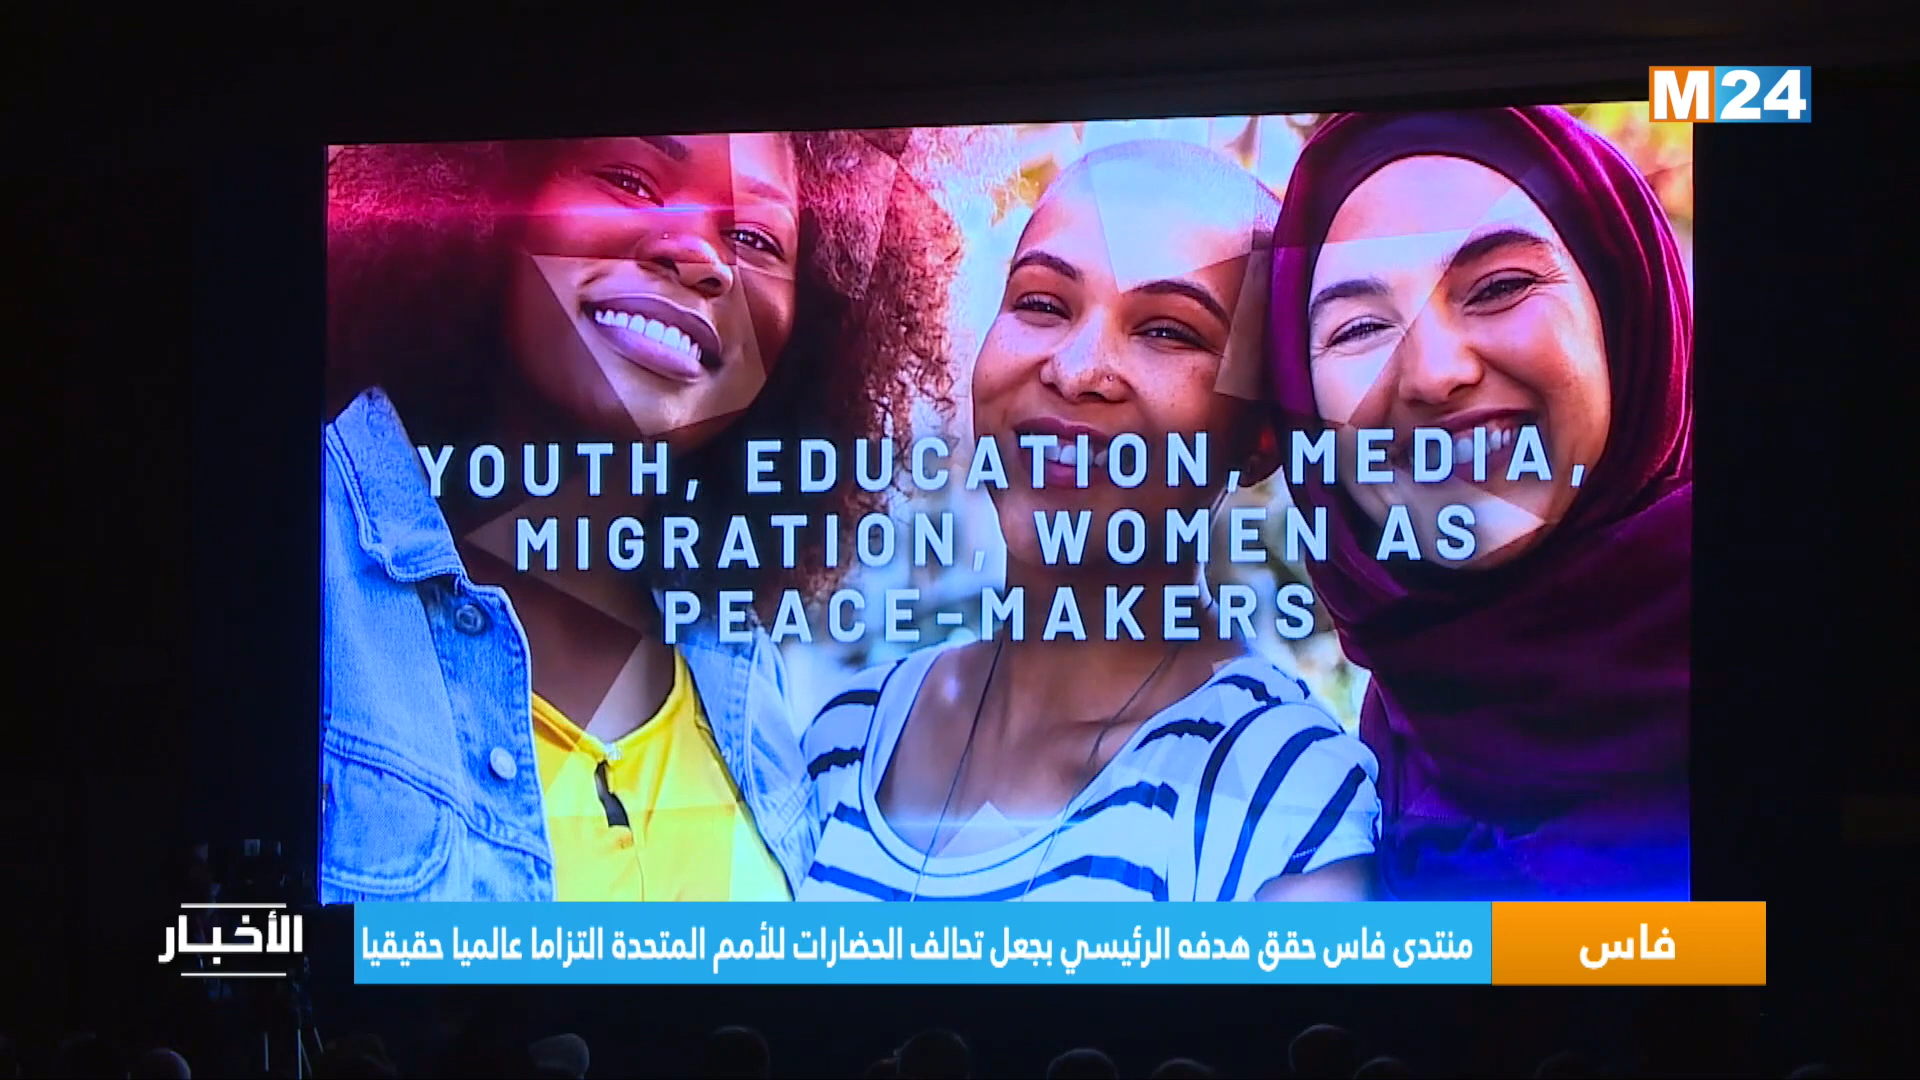 M24
YOUTH, EDUCATION, MEDIA,
MIGRATION, WOMEN AS
PEACE-MAKERS
فاس
منتدى فاس حقق هدفه الرئيسي بجعل تحالف الحضارات للأمم المتحدة التزاما عالميا حقيقيا
الأخبار